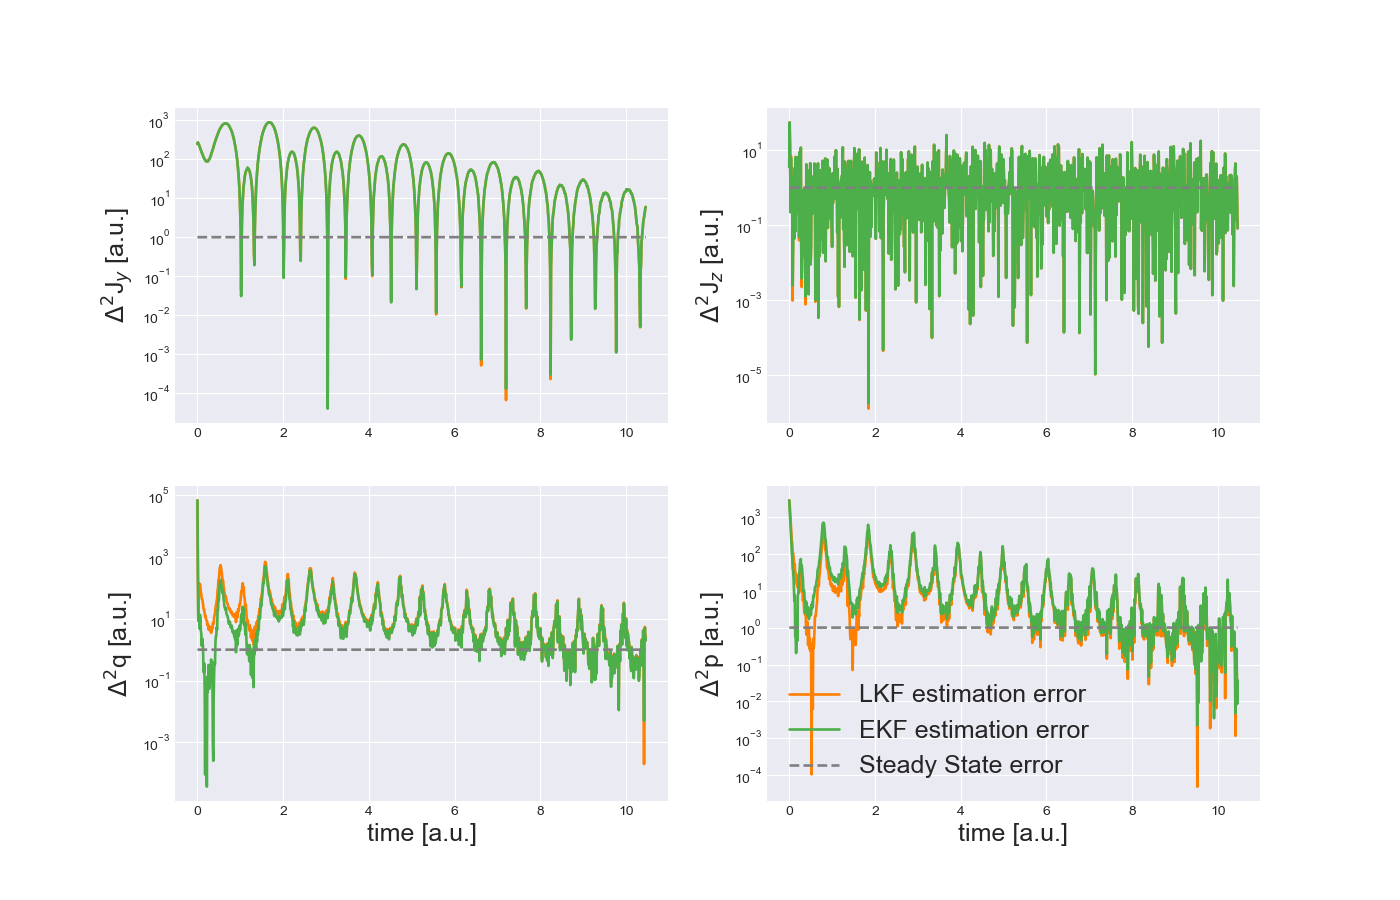 Δ²J_y [a.u.]
10³
10²
10¹
10⁰
10⁻¹
10⁻²
10⁻³
10⁻⁴
0 2 4 6 8 10
Δ²J_z [a.u.]
10¹
10⁻¹
10⁻³
10⁻⁵
0 2 4 6 8 10
Δ²q [a.u.]
10⁵
10³
10¹
10⁻¹
10⁻³
0 2 4 6 8 10
time [a.u.]
Δ²p [a.u.]
10³
10²
10¹
10⁰
10⁻¹
10⁻²
10⁻³
10⁻⁴
LKF estimation error
EKF estimation error
Steady State error
0 2 4 6 8 10
time [a.u.]